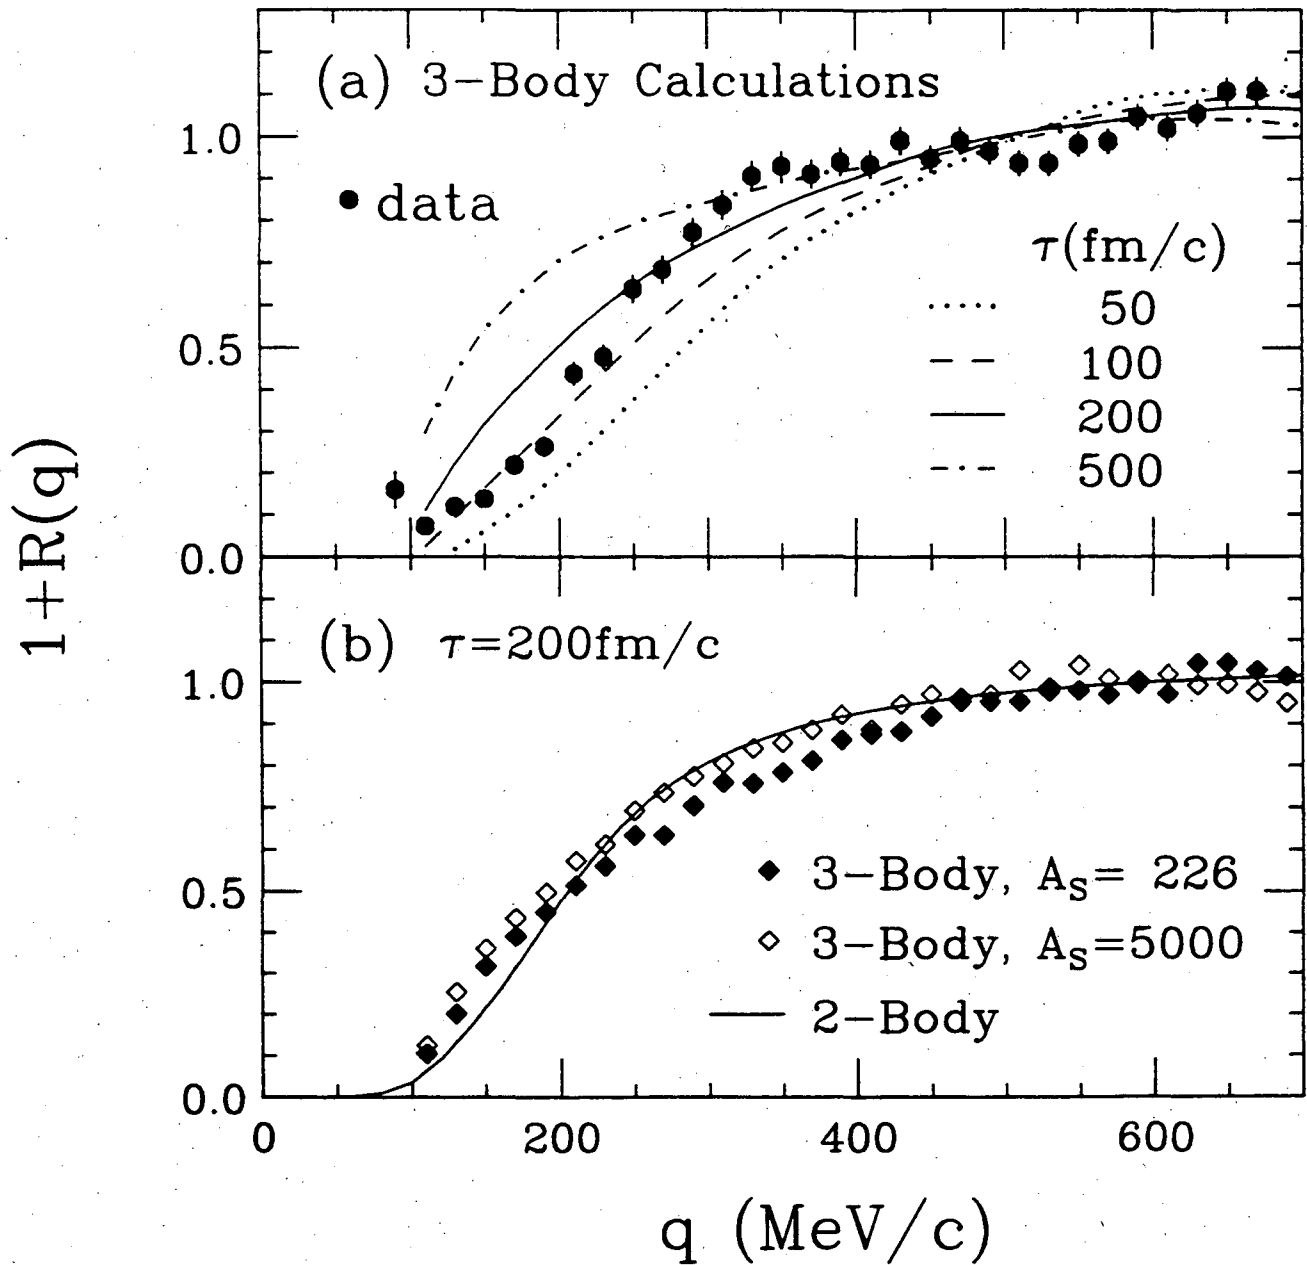 (a) 3-Body Calculations
1.0
data
τ(fm/c)
50
0.5
100
200
500
0.0
1+R(q)
(b) τ=200fm/c
1.0
0.5
3-Body, A_S= 226
3-Body, A_S=5000
2-Body
0.0
0 200 400 600
q (MeV/c)